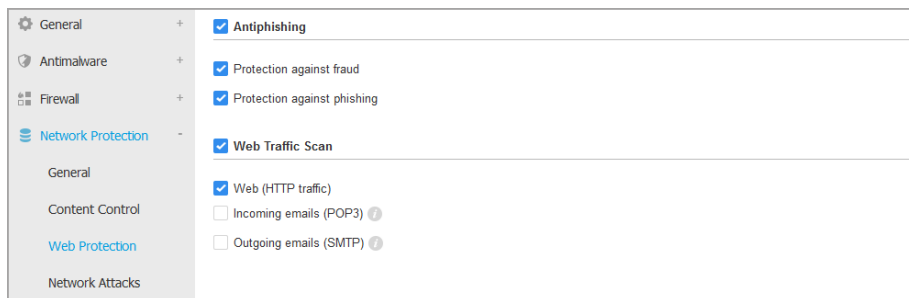 General +
Antimalware +
Firewall +
Network Protection -
General
Content Control
Web Protection
Network Attacks
Antiphishing
Protection against fraud
Protection against phishing
Web Traffic Scan
Web (HTTP traffic)
Incoming emails (POP3) i
Outgoing emails (SMTP) i